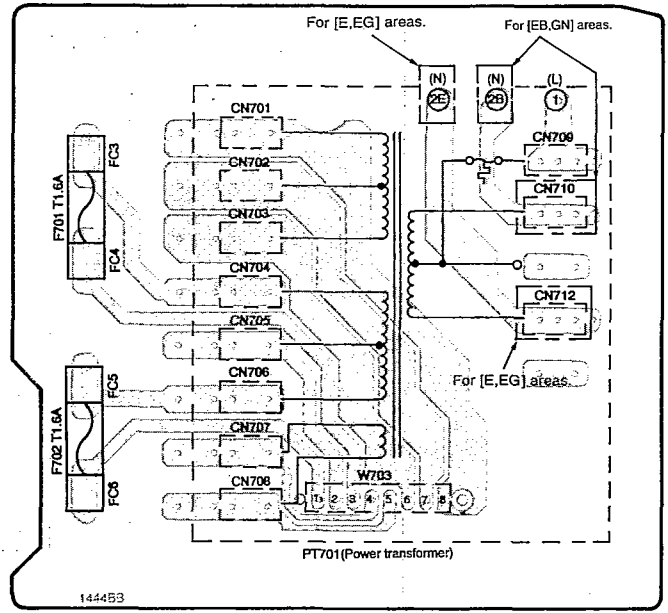 For [E,EG] areas.
For [EB,GN] areas.
(N)
(N)
(L)
2E
2B
1
CN701
CN709
FC3
CN702
CN710
F701 T1.6A
CN703
FC4
CN704
CN712
CN705
CN706
For [E,EG] areas.
FC5
F702 T1.6A
CN707
FC6
CN708
W703
1 2 3 4 5 6 7 8
PT701(Power transformer)